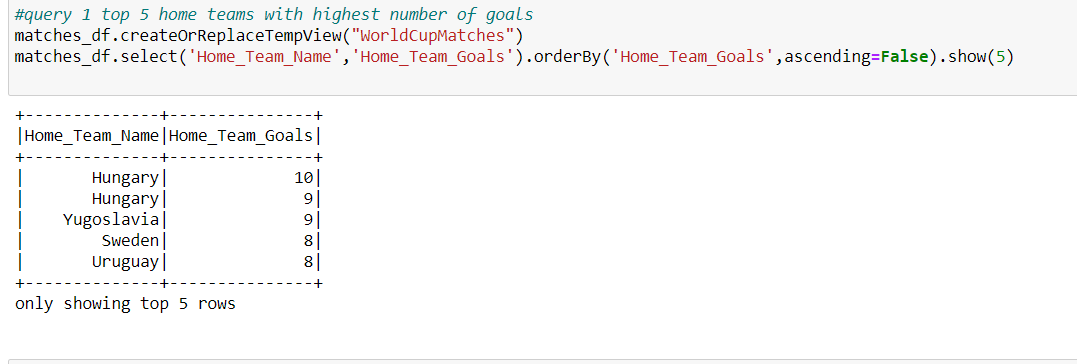 #query 1 top 5 home teams with highest number of goals
matches_df.createOrReplaceTempView("WorldCupMatches")
matches_df.select('Home_Team_Name','Home_Team_Goals').orderBy('Home_Team_Goals',ascending=False).show(5)
+--------------+---------------+
|Home_Team_Name|Home_Team_Goals|
+--------------+---------------+
|       Hungary|             10|
|       Hungary|              9|
|    Yugoslavia|              9|
|        Sweden|              8|
|       Uruguay|              8|
+--------------+---------------+
only showing top 5 rows